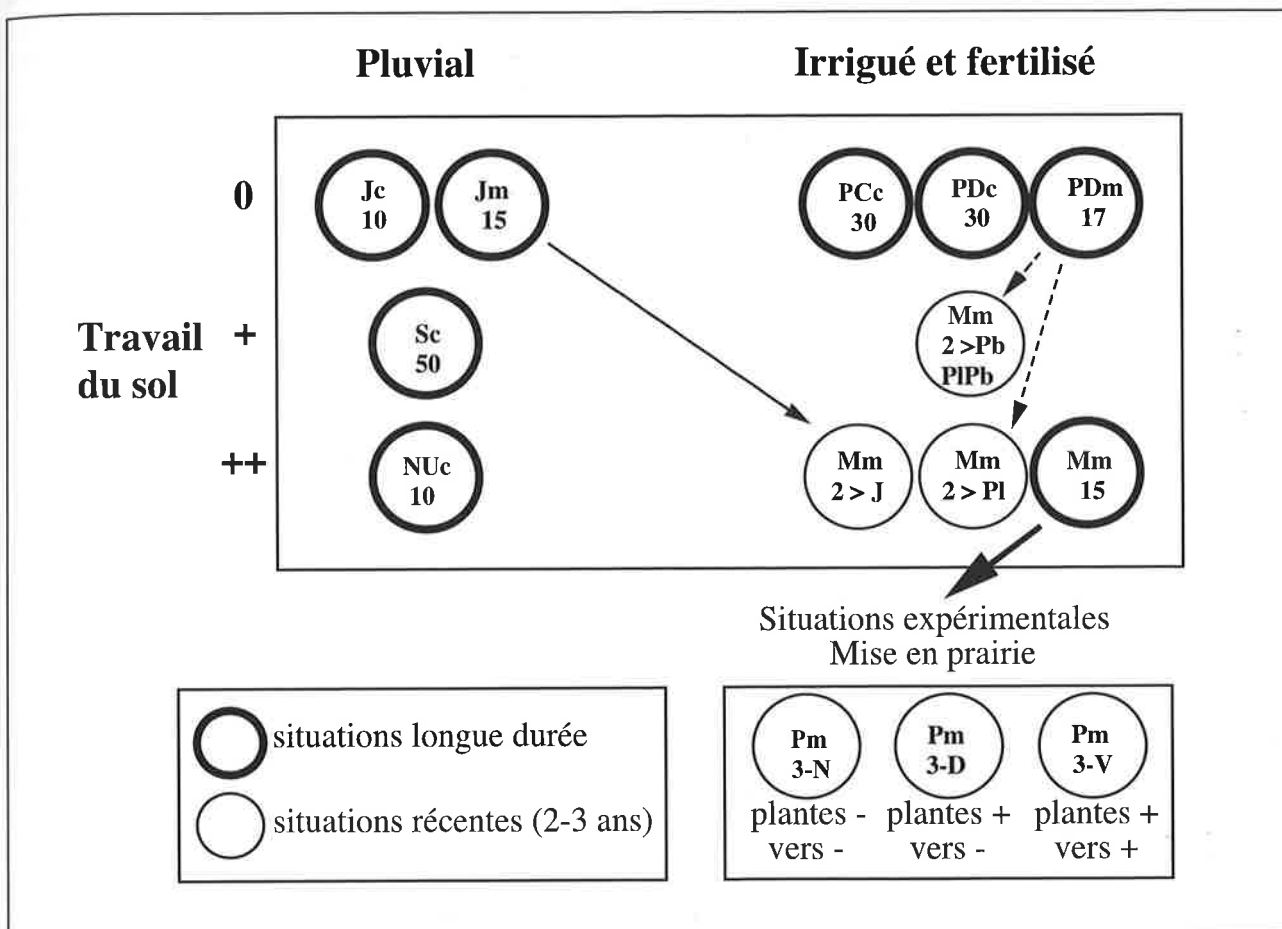 Pluvial
Irrigué et fertilisé
0
Jc
10
Jm
15
PCc
30
PDc
30
PDm
17
Travail
du sol
+
Sc
50
Mm
2 >Pb
PlPb
++
NUc
10
Mm
2 > J
Mm
2 > Pl
Mm
15
Situations expérimentales
Mise en prairie
situations longue durée
situations récentes (2-3 ans)
Pm
3-N
plantes -
vers -
Pm
3-D
plantes +
vers -
Pm
3-V
plantes +
vers +